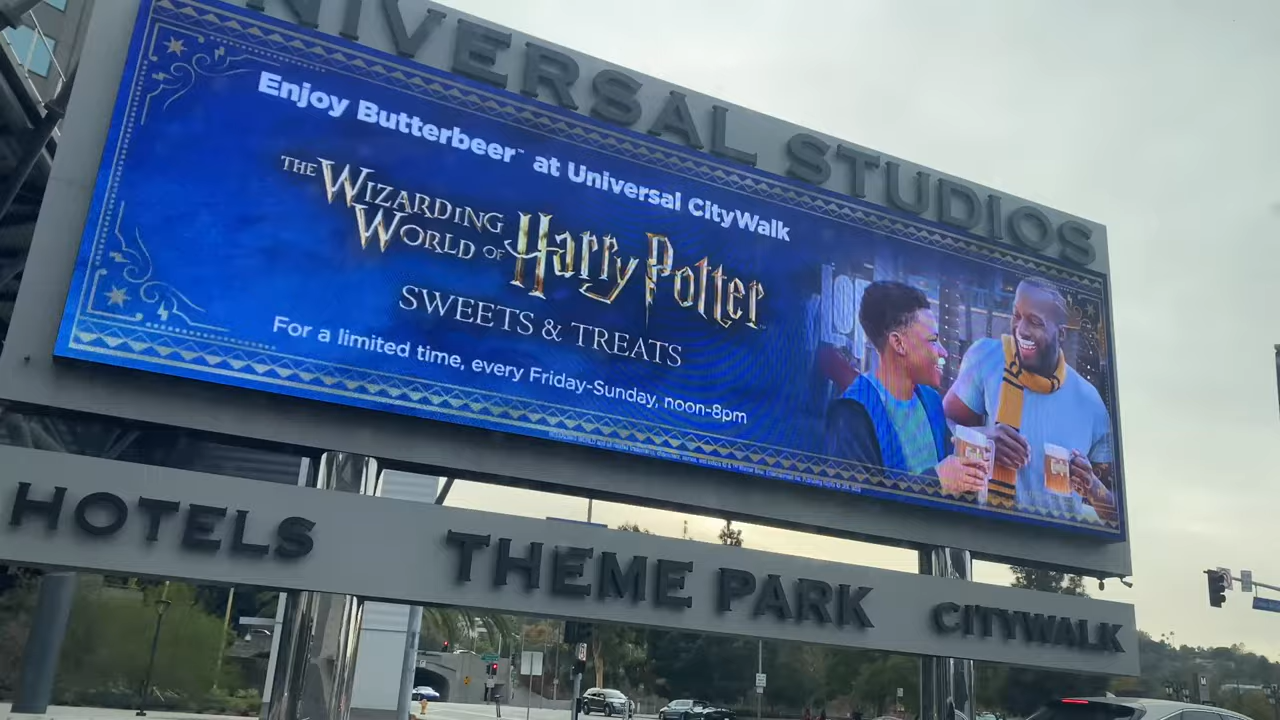 UNIVERSAL STUDIOS
Enjoy Butterbeer™ at Universal CityWalk
THE WIZARDING
WORLD OF Harry Potter
SWEETS & TREATS
For a limited time, every Friday-Sunday, noon-8pm
HOTELS THEME PARK CITYWALK